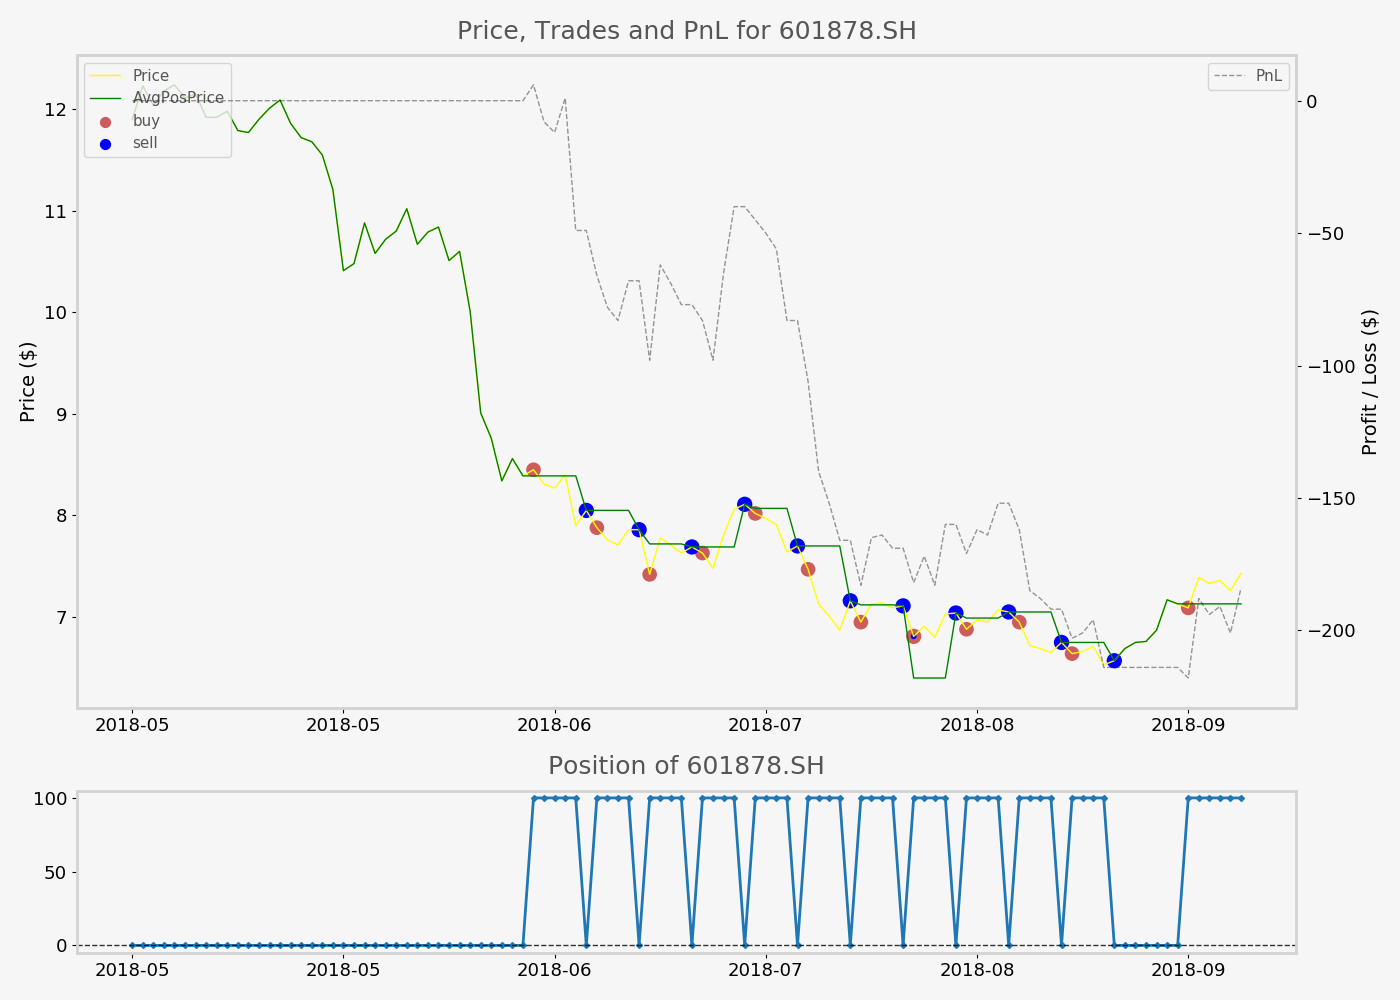 Price, Trades and PnL for 601878.SH
Price
AvgPosPrice
buy
sell
PnL
12
11
10
9
8
7
Price ($)
0
−50
−100
−150
−200
Profit / Loss ($)
2018-05 2018-05 2018-06 2018-07 2018-08 2018-09
Position of 601878.SH
100
50
0
2018-05 2018-05 2018-06 2018-07 2018-08 2018-09